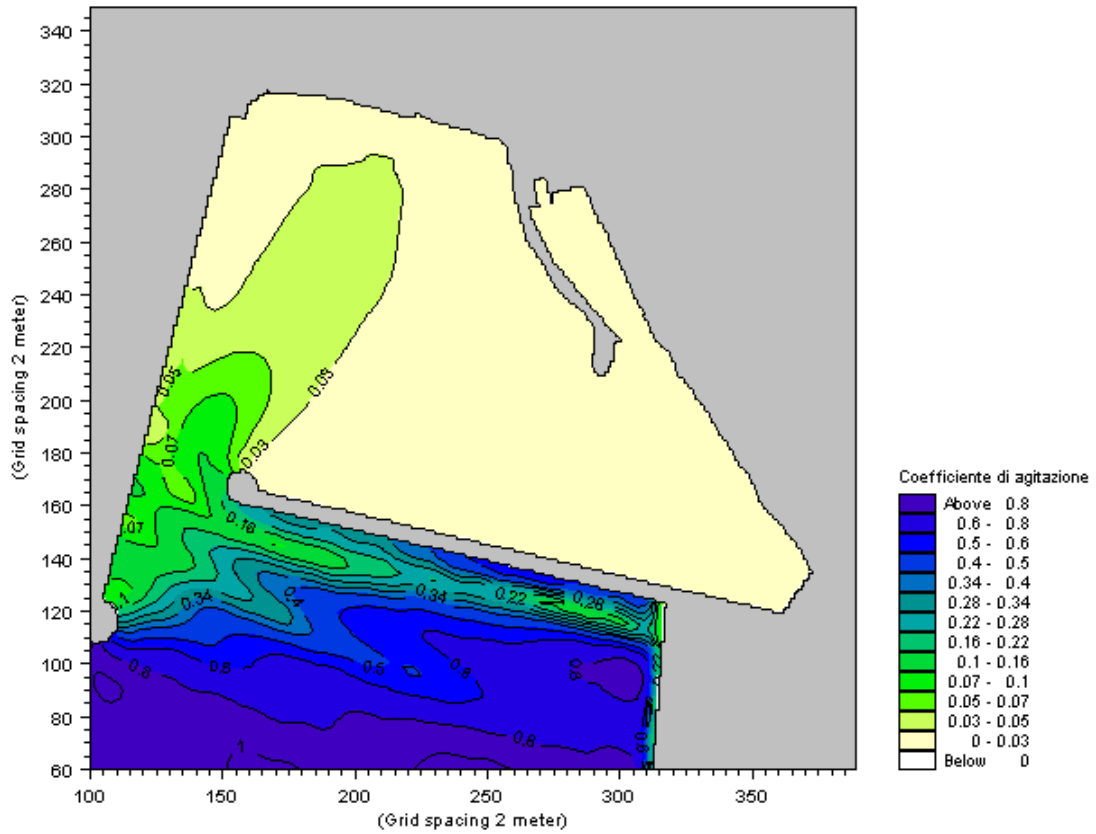 340
320
300
280
260
240
220
200
180
160
140
120
100
80
60
(Grid spacing 2 meter)
100
150
200
250
300
350
(Grid spacing 2 meter)
0.05
0.07
0.03
0.03
.07
0.16
0.34
0.4
0.34
0.22
0.28
0.8
0.6
0.5
0.6
0.6
0.8
1
Coefficiente di agitazione
Above 0.8
0.6 - 0.8
0.5 - 0.6
0.4 - 0.5
0.34 - 0.4
0.28 - 0.34
0.22 - 0.28
0.16 - 0.22
0.1 - 0.16
0.07 - 0.1
0.05 - 0.07
0.03 - 0.05
0 - 0.03
Below 0